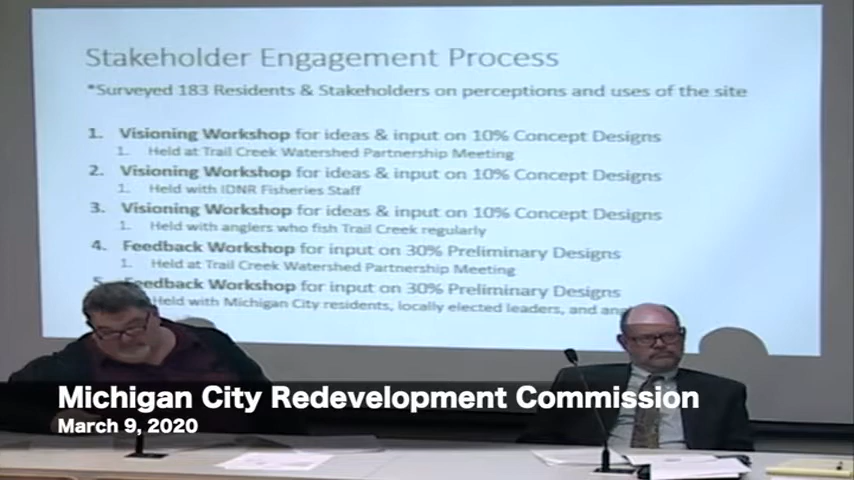 Stakeholder Engagement Process
*Surveyed 183 Residents & Stakeholders on perceptions and uses of the site
1. Visioning Workshop for ideas & input on 10% Concept Designs
1. Held at Trail Creek Watershed Partnership Meeting
2. Visioning Workshop for ideas & input on 10% Concept Designs
1. Held with IDNR Fisheries Staff
3. Visioning Workshop for ideas & input on 10% Concept Designs
1. Held with anglers who fish Trail Creek regularly
4. Feedback Workshop for input on 30% Preliminary Designs
1. Held at Trail Creek Watershed Partnership Meeting
5. Feedback Workshop for input on 30% Preliminary Designs
Held with Michigan City residents, locally elected leaders, and
Michigan City Redevelopment Commission
March 9, 2020